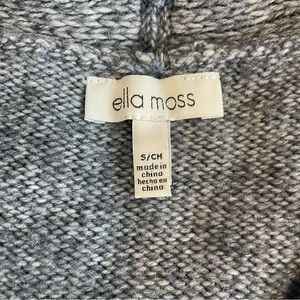 ella moss
S/CH
made in
china
hecho en
china